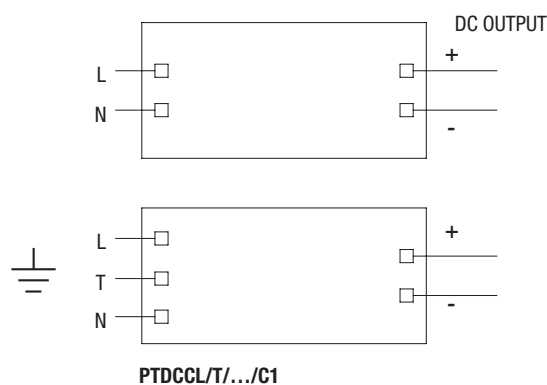 DC OUTPUT
L
+
N
-
L
+
T
-
N
PTDCCL/T/.../C1